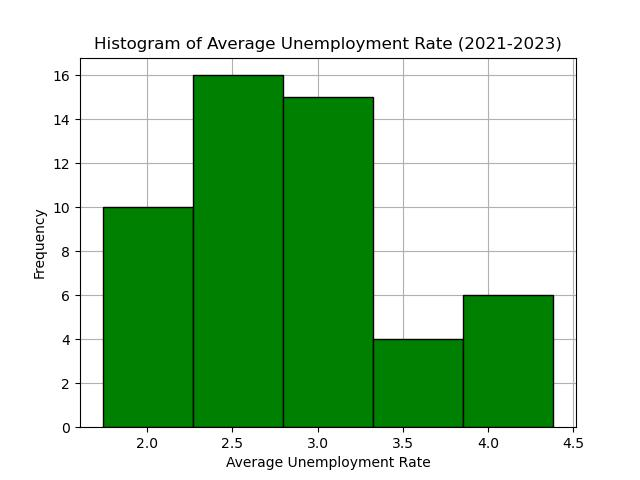 Histogram of Average Unemployment Rate (2021-2023)
Frequency
16
14
12
10
8
6
4
2
0
2.0 2.5 3.0 3.5 4.0 4.5
Average Unemployment Rate